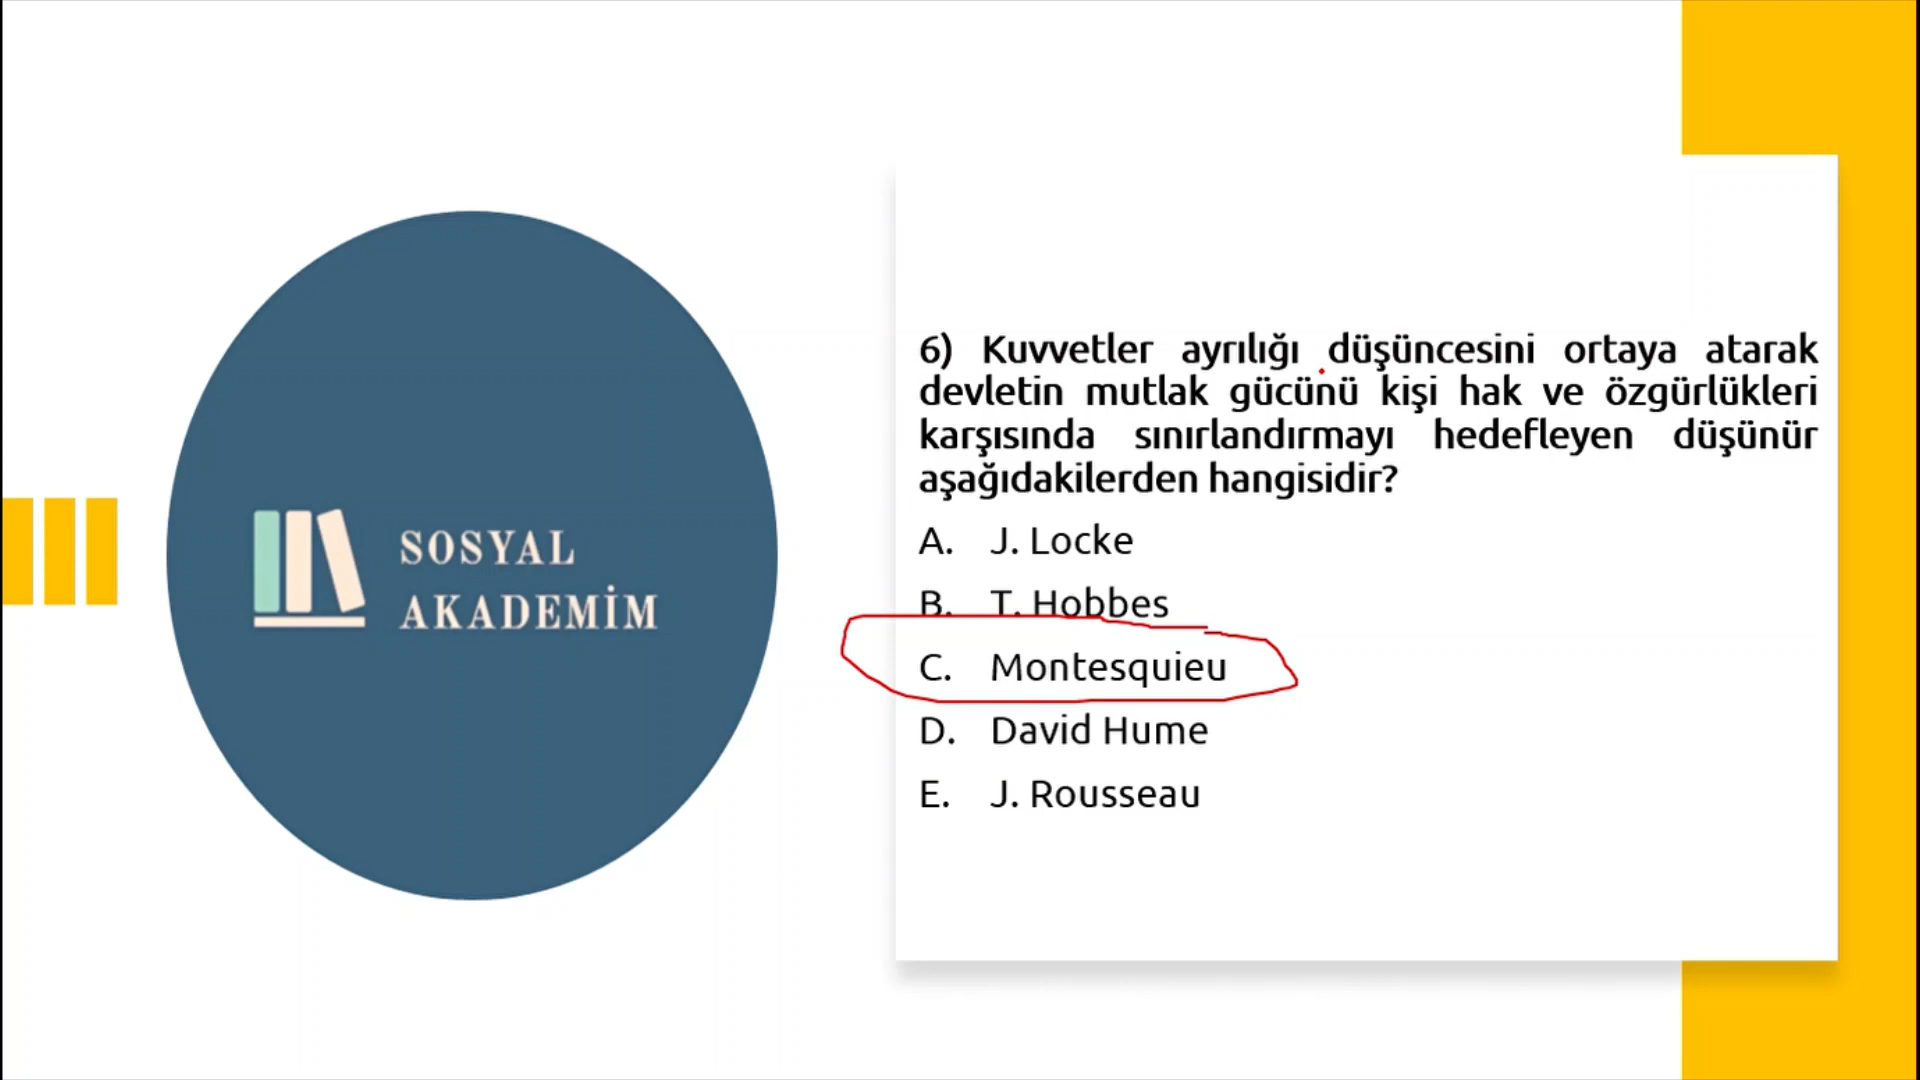 SOSYAL
AKADEMİM
6) Kuvvetler ayrılığı düşüncesini ortaya atarak
devletin mutlak gücünü kişi hak ve özgürlükleri
karşısında sınırlandırmayı hedefleyen düşünür
aşağıdakilerden hangisidir?
A. J. Locke
B. T. Hobbes
C. Montesquieu
D. David Hume
E. J. Rousseau